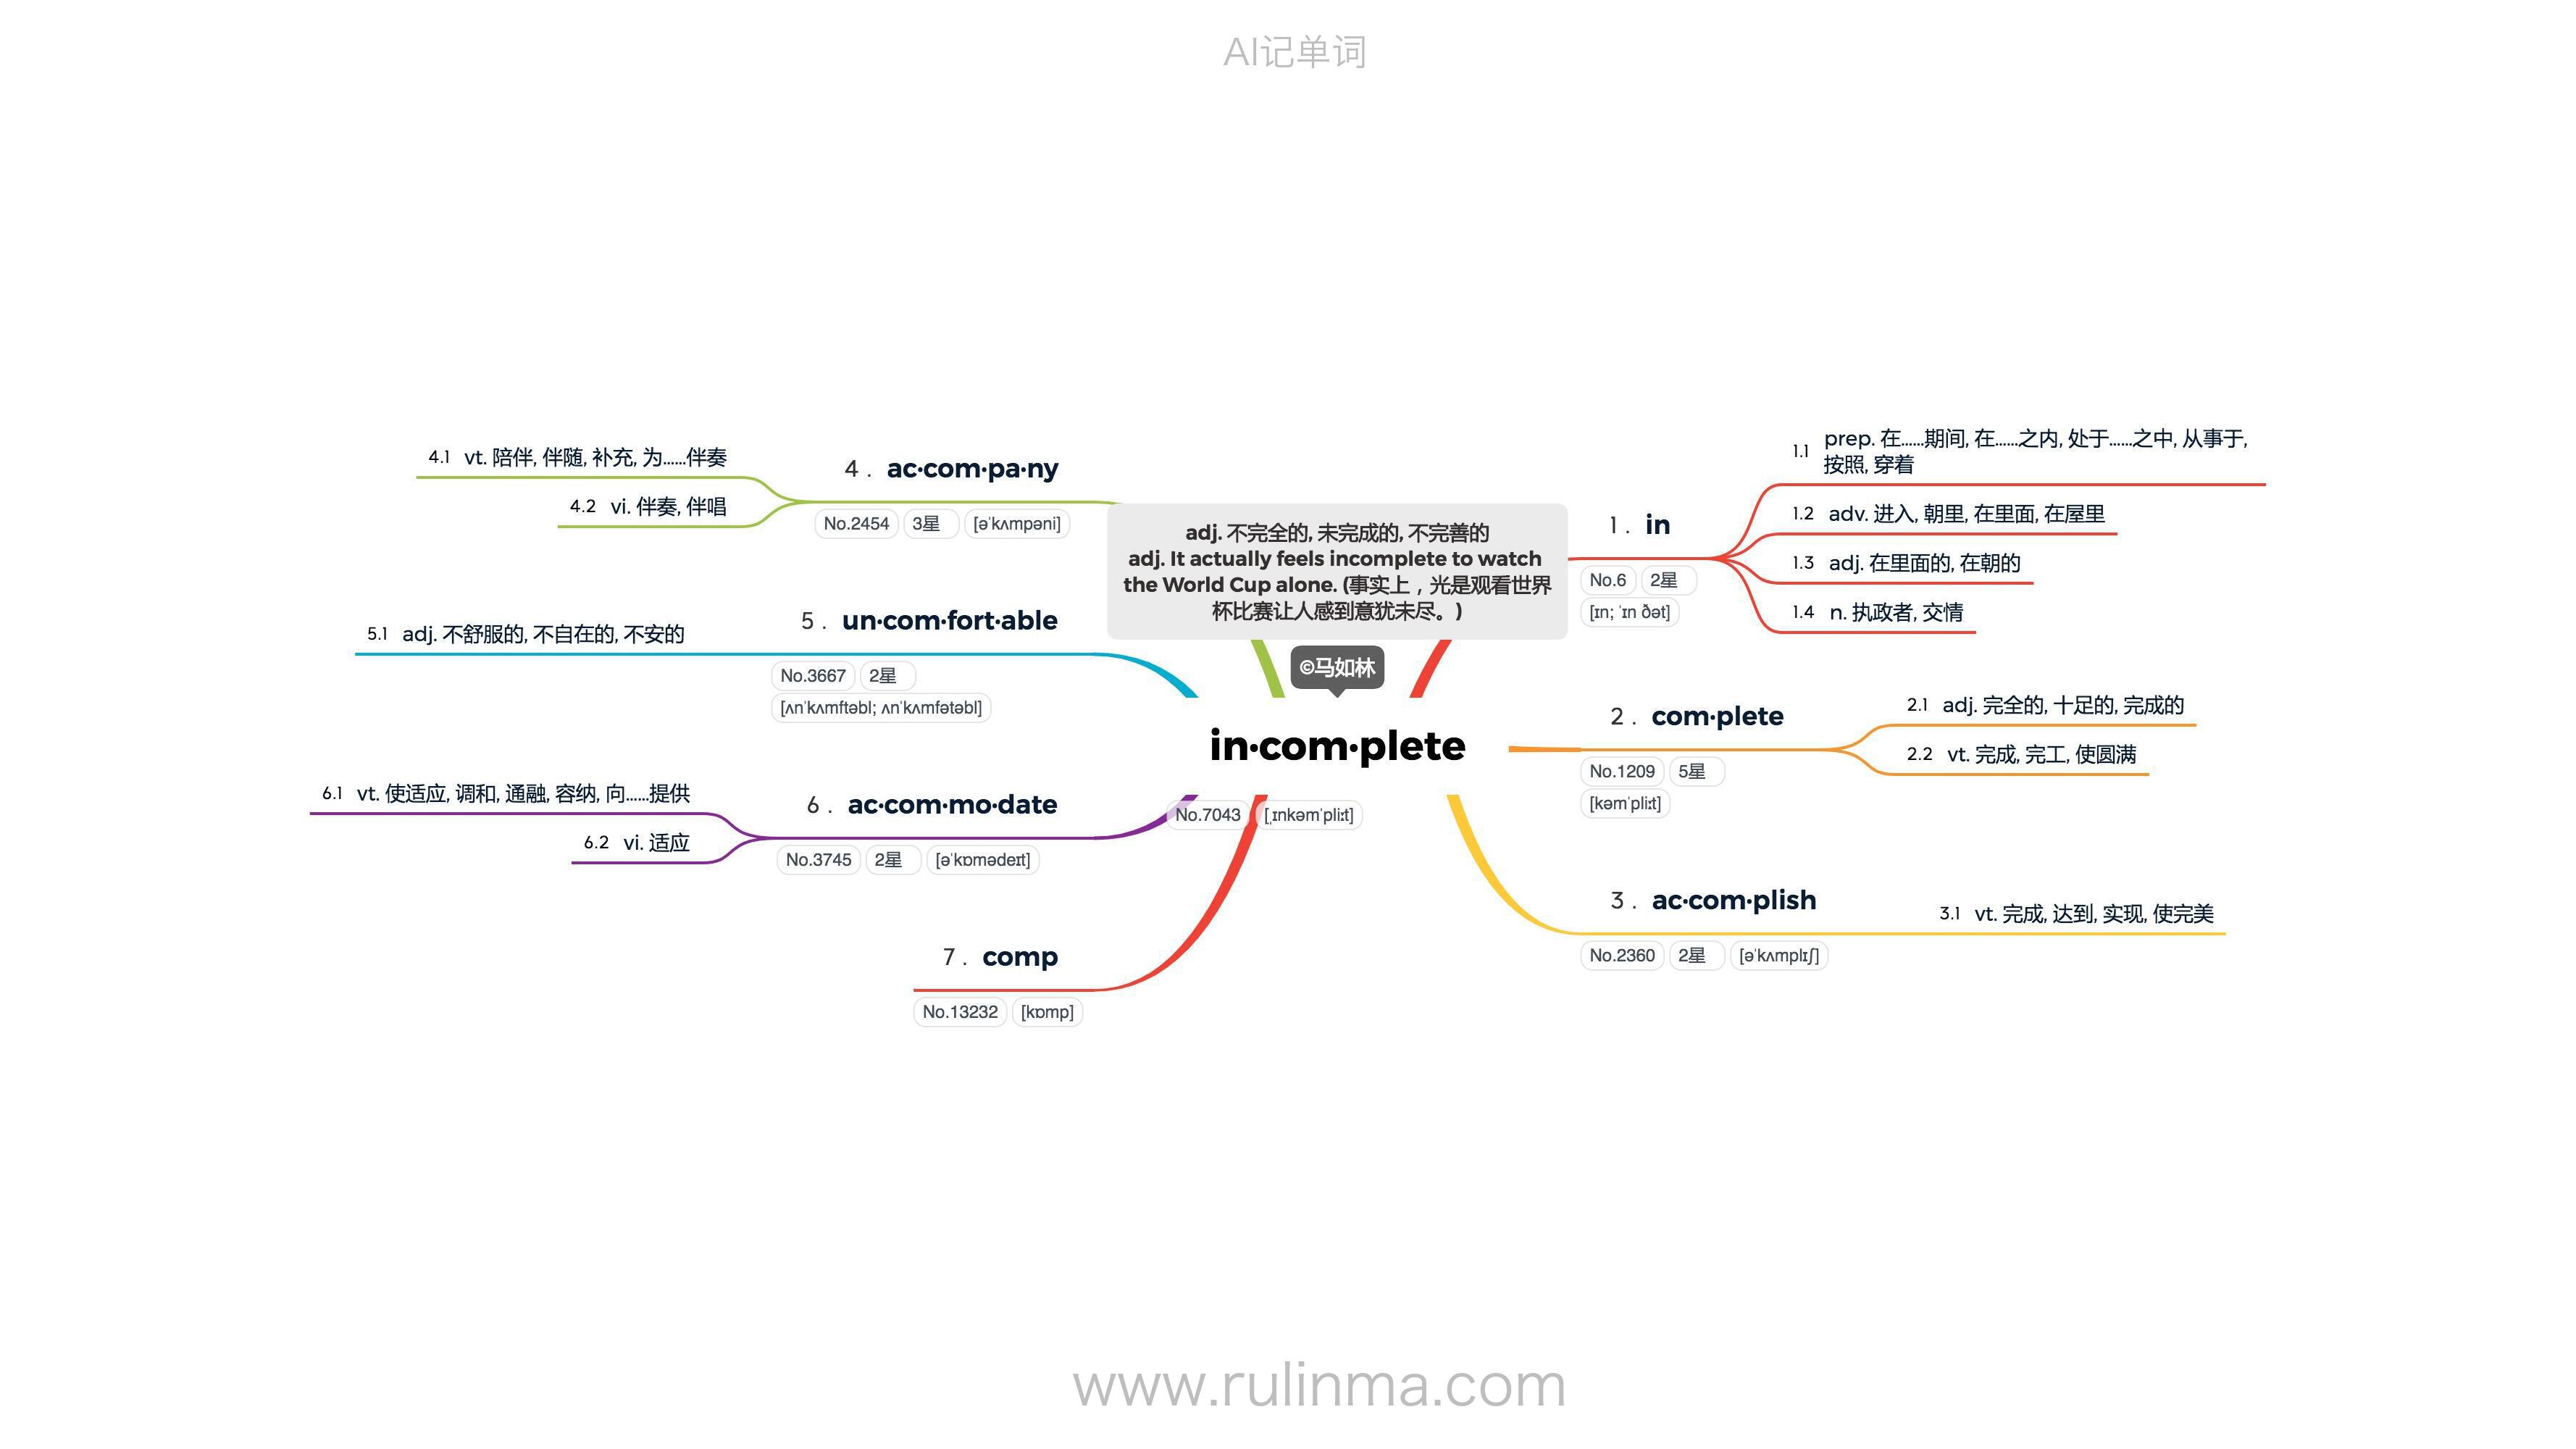 AI记单词
adj. 不完全的, 未完成的, 不完善的
adj. It actually feels incomplete to watch
the World Cup alone. (事实上，光是观看世界
杯比赛让人感到意犹未尽。)
©马如林
in·com·plete
No.7043 [ˌɪnkəmˈpliːt]
1 . in
No.6 2星
[ɪn; ˈɪn ðət]
1.1 prep. 在……期间, 在……之内, 处于……之中, 从事于,
按照, 穿着
1.2 adv. 进入, 朝里, 在里面, 在屋里
1.3 adj. 在里面的, 在朝的
1.4 n. 执政者, 交情
2 . com·plete
No.1209 5星
[kəmˈpliːt]
2.1 adj. 完全的, 十足的, 完成的
2.2 vt. 完成, 完工, 使圆满
3 . ac·com·plish
No.2360 2星 [əˈkʌmplɪʃ]
3.1 vt. 完成, 达到, 实现, 使完美
4 . ac·com·pa·ny
No.2454 3星 [əˈkʌmpəni]
4.1 vt. 陪伴, 伴随, 补充, 为……伴奏
4.2 vi. 伴奏, 伴唱
5 . un·com·fort·able
No.3667 2星
[ʌnˈkʌmftəbl; ʌnˈkʌmfətəbl]
5.1 adj. 不舒服的, 不自在的, 不安的
6 . ac·com·mo·date
No.3745 2星 [əˈkɒmədeɪt]
6.1 vt. 使适应, 调和, 通融, 容纳, 向……提供
6.2 vi. 适应
7 . comp
No.13232 [kɒmp]
www.rulinma.com